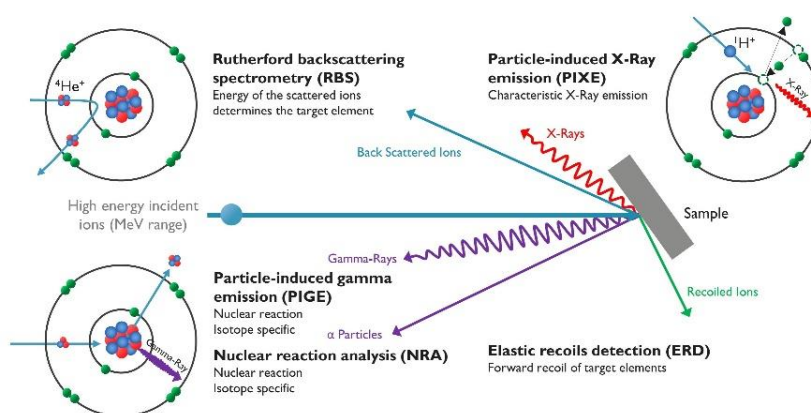 ⁴He⁺
Rutherford backscattering
spectrometry (RBS)
Energy of the scattered ions
determines the target element
Particle-induced X-Ray
emission (PIXE)
Characteristic X-Ray emission
¹H⁺
X-Ray
X-Rays
Back Scattered Ions
High energy incident
ions (MeV range)
Sample
Gamma-Rays
Particle-induced gamma
emission (PIGE)
Nuclear reaction
Isotope specific
Gamma-Ray
Recoiled Ions
α Particles
Nuclear reaction analysis (NRA)
Nuclear reaction
Isotope specific
Elastic recoils detection (ERD)
Forward recoil of target elements